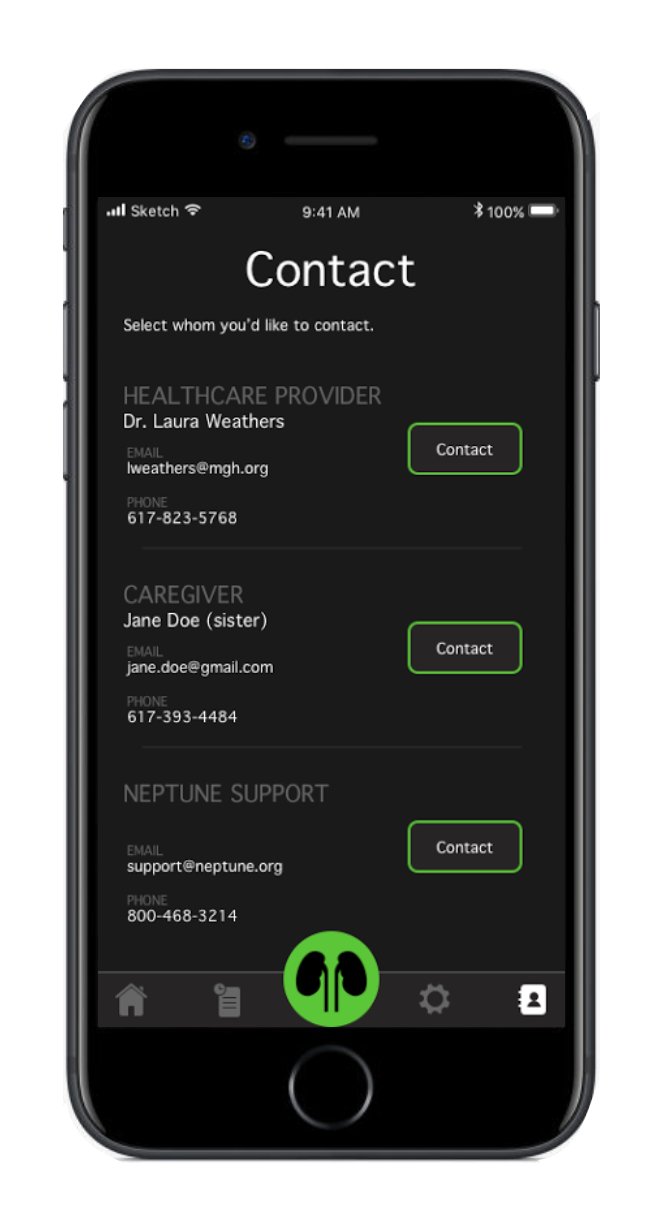 Sketch 9:41 AM 100%
Contact
Select whom you'd like to contact.
HEALTHCARE PROVIDER
Dr. Laura Weathers
EMAIL
lweathers@mgh.org
Contact
PHONE
617-823-5768
CAREGIVER
Jane Doe (sister)
EMAIL
jane.doe@gmail.com
Contact
PHONE
617-393-4484
NEPTUNE SUPPORT
EMAIL
support@neptune.org
Contact
PHONE
800-468-3214